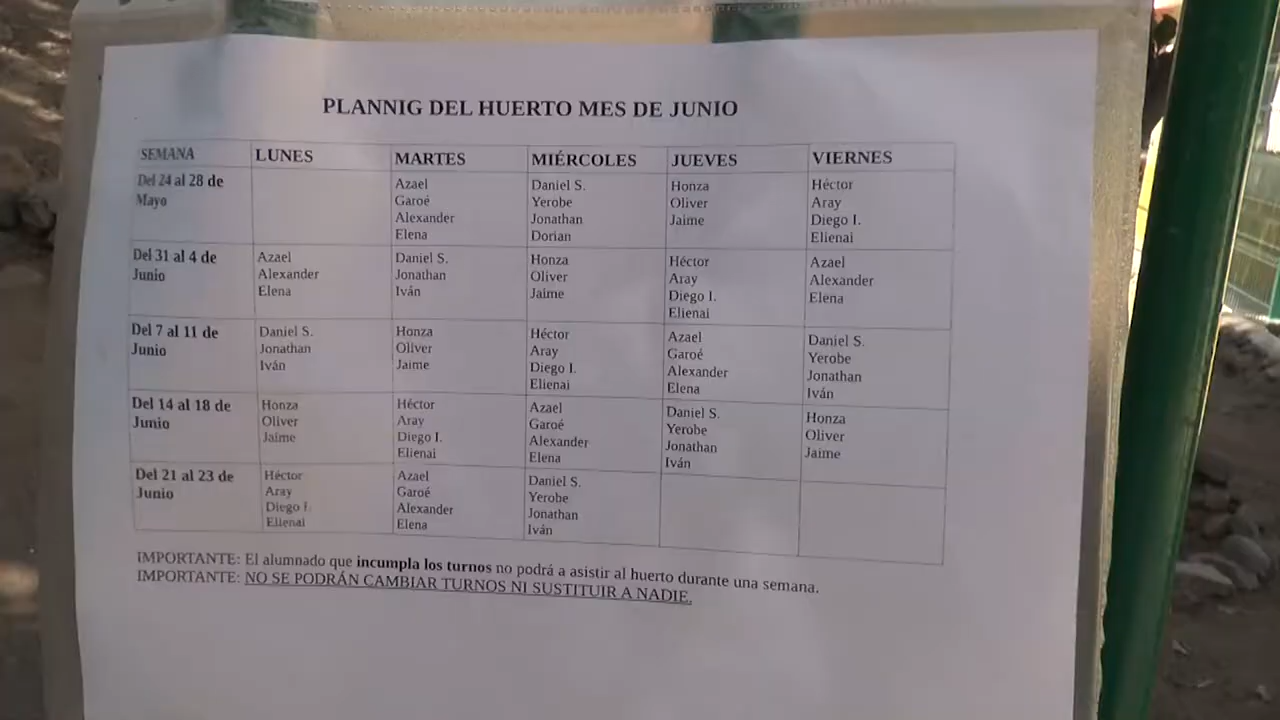 PLANNIG DEL HUERTO MES DE JUNIO
SEMANA LUNES MARTES MIÉRCOLES JUEVES VIERNES
Del 24 al 28 de Azael Daniel S. Honza Héctor
Mayo Garoé Yerobe Oliver Aray
Alexander Jonathan Jaime Diego I.
Elena Dorian Elienai
Del 31 al 4 de Azael Daniel S. Honza Héctor Azael
Junio Alexander Jonathan Oliver Aray Alexander
Elena Iván Jaime Diego I. Elena
Elienai
Del 7 al 11 de Daniel S. Honza Héctor Azael Daniel S.
Junio Jonathan Oliver Aray Garoé Yerobe
Iván Jaime Diego I. Alexander Jonathan
Elienai Elena Iván
Del 14 al 18 de Honza Héctor Azael Daniel S. Honza
Junio Oliver Aray Garoé Yerobe Oliver
Jaime Diego I. Alexander Jonathan Jaime
Elienai Elena Iván
Del 21 al 23 de Héctor Azael Daniel S.
Junio Aray Garoé Yerobe
Diego I. Alexander Jonathan
Elienai Elena Iván
IMPORTANTE: El alumnado que incumpla los turnos no podrá a asistir al huerto durante una semana.
IMPORTANTE: NO SE PODRÁN CAMBIAR TURNOS NI SUSTITUIR A NADIE.